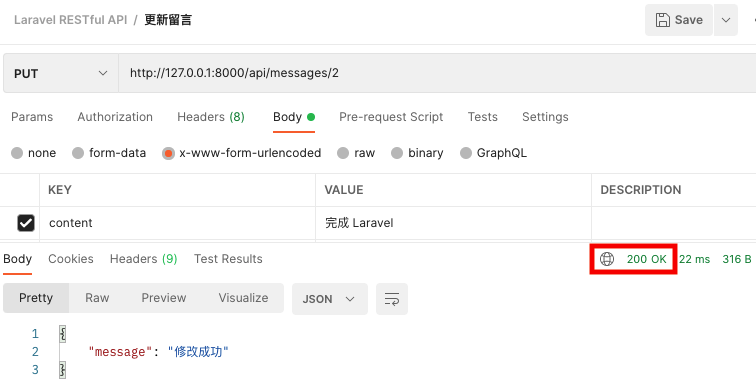 Laravel RESTful API / 更新留言
Save
PUT http://127.0.0.1:8000/api/messages/2
Params Authorization Headers (8) Body Pre-request Script Tests Settings
none form-data x-www-form-urlencoded raw binary GraphQL
KEY VALUE DESCRIPTION
content 完成 Laravel
Body Cookies Headers (9) Test Results 200 OK 22 ms 316 B
Pretty Raw Preview Visualize JSON
1 {
2 "message": "修改成功"
3 }